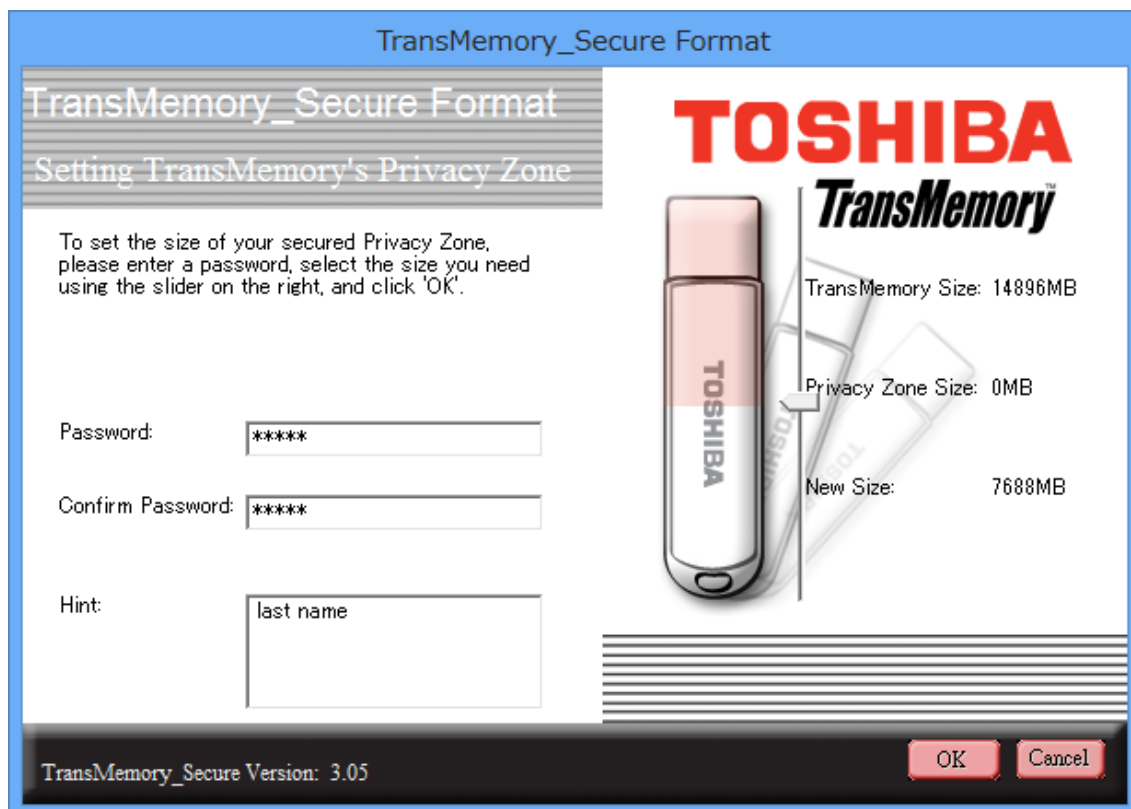 TransMemory_Secure Format
TransMemory_Secure Format
Setting TransMemory's Privacy Zone
To set the size of your secured Privacy Zone,
please enter a password, select the size you need
using the slider on the right, and click 'OK'.
Password: *****
Confirm Password: *****
Hint: last name
TOSHIBA
TransMemory™
TransMemory Size: 14896MB
Privacy Zone Size: 0MB
New Size: 7688MB
TOSHIBA
TOSHIBA
TOSHIBA
TransMemory_Secure Version: 3.05
OK
Cancel